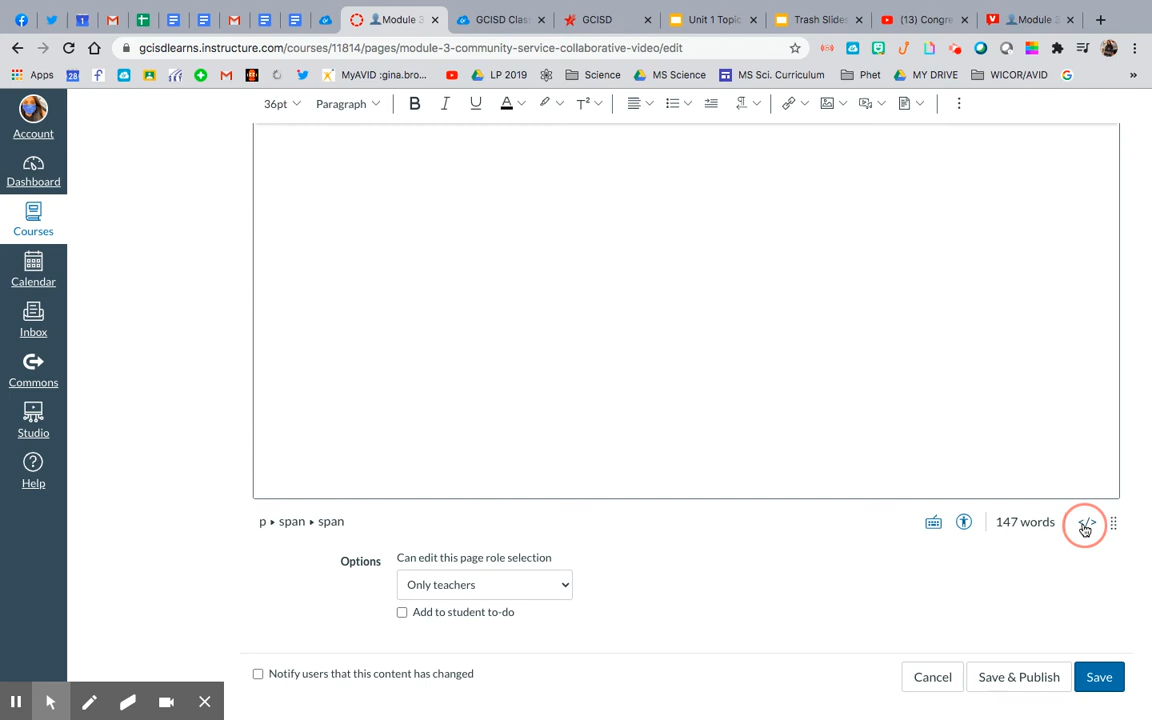 Module 3
GCISD Clas
GCISD
Unit 1 Topic
Trash Slides
(13) Congre
Module 3
gcisdlearns.instructure.com/courses/11814/pages/module-3-community-service-collaborative-video/edit
Apps
28
MyAVID :gina.bro...
LP 2019
Science
MS Science
MS Sci. Curriculum
Phet
MY DRIVE
WICOR/AVID
»
36pt
Paragraph
B
I
U
A
T²
Account
Dashboard
Courses
Calendar
Inbox
Commons
Studio
Help
p ▸ span ▸ span
147 words
</>
Options
Can edit this page role selection
Only teachers
Add to student to-do
Notify users that this content has changed
Cancel
Save & Publish
Save